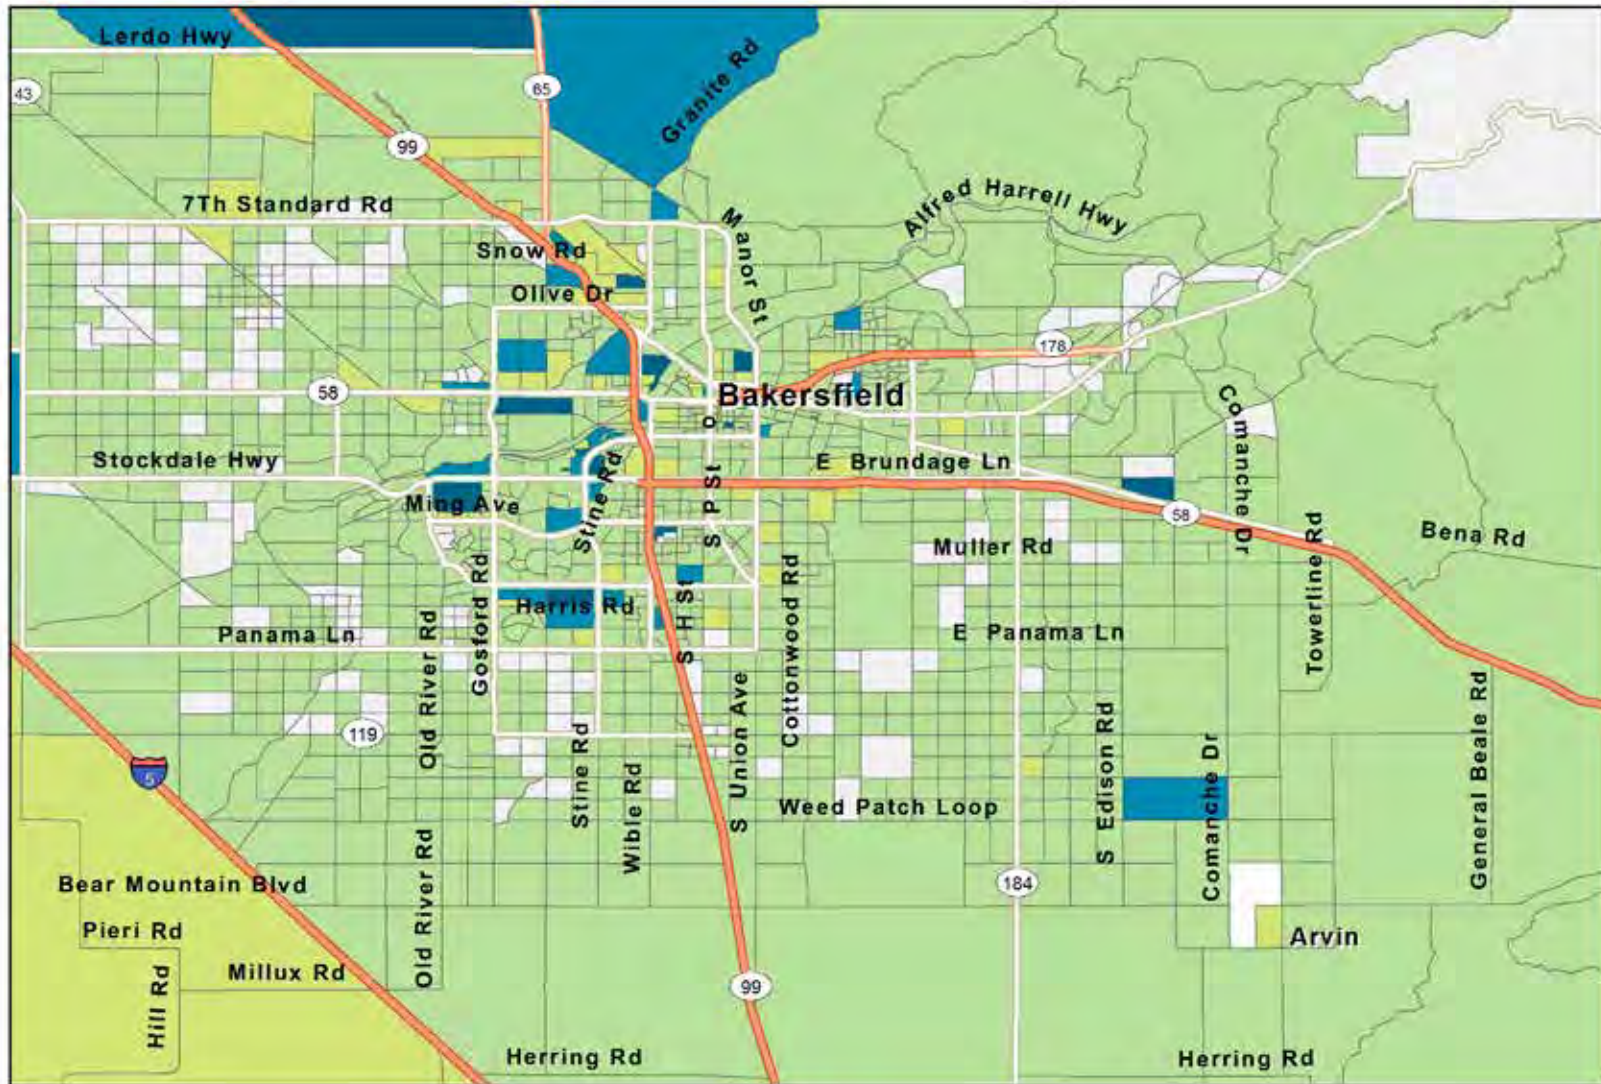 Lerdo Hwy
Granite Rd
43
65
99
7Th Standard Rd
Alfred Harrell Hwy
Manor St
Snow Rd
Olive Dr
178
58
Bakersfield
Comanche Dr
Stockdale Hwy
E Brundage Ln
Ming Ave
Stine Rd
S P St
58
Bena Rd
Muller Rd
Towerline Rd
Gosford Rd
Harris Rd
S H St
Cottonwood Rd
Old River Rd
Panama Ln
E Panama Ln
119
5
Stine Rd
Wible Rd
S Union Ave
S Edison Rd
Comanche Dr
General Beale Rd
Weed Patch Loop
Old River Rd
Bear Mountain Blvd
184
Pieri Rd
Arvin
Millux Rd
Hill Rd
99
Herring Rd
Herring Rd